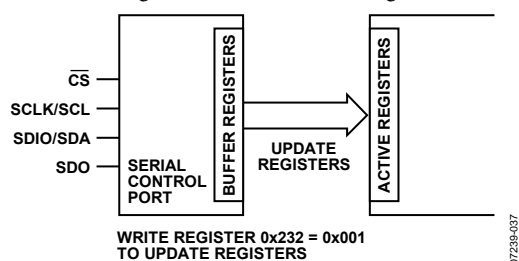 CS
SCLK/SCL
SDIO/SDA
SDO
SERIAL
CONTROL
PORT
BUFFER REGISTERS
UPDATE
REGISTERS
ACTIVE REGISTERS
WRITE REGISTER 0x232 = 0x001
TO UPDATE REGISTERS
07239-037